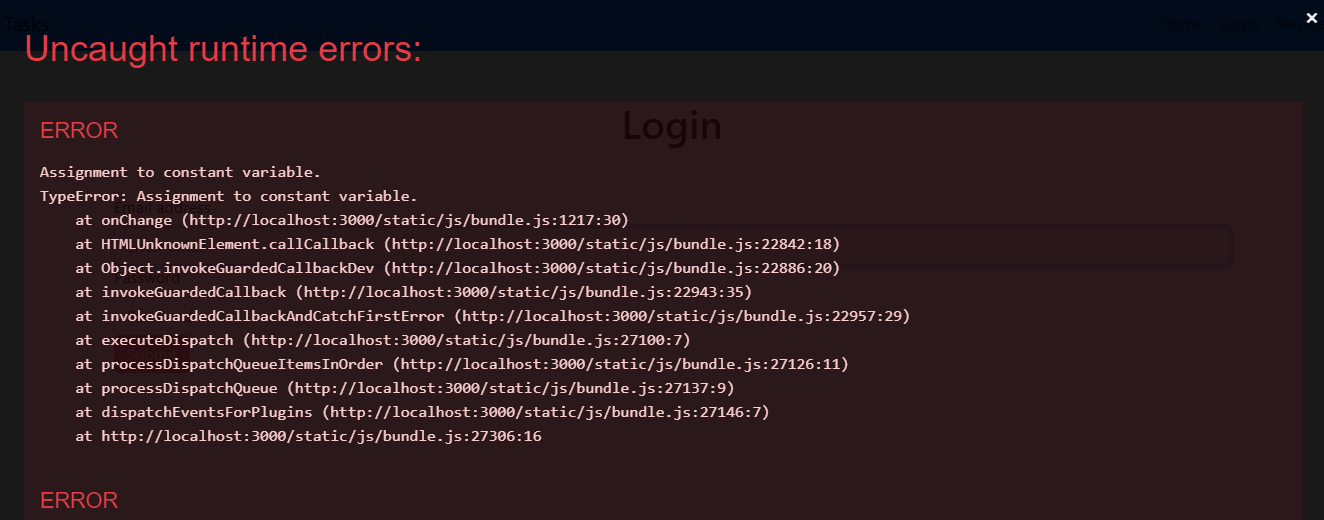 Tasks
Home Login
×
Uncaught runtime errors:
ERROR
Login
Assignment to constant variable.
TypeError: Assignment to constant variable.
Email address
at onChange (http://localhost:3000/static/js/bundle.js:1217:30)
at HTMLUnknownElement.callCallback (http://localhost:3000/static/js/bundle.js:22842:18)
at Object.invokeGuardedCallbackDev (http://localhost:3000/static/js/bundle.js:22886:20)
Password
at invokeGuardedCallback (http://localhost:3000/static/js/bundle.js:22943:35)
at invokeGuardedCallbackAndCatchFirstError (http://localhost:3000/static/js/bundle.js:22957:29)
at executeDispatch (http://localhost:3000/static/js/bundle.js:27100:7)
at processDispatchQueueItemsInOrder (http://localhost:3000/static/js/bundle.js:27126:11)
at processDispatchQueue (http://localhost:3000/static/js/bundle.js:27137:9)
at dispatchEventsForPlugins (http://localhost:3000/static/js/bundle.js:27146:7)
at http://localhost:3000/static/js/bundle.js:27306:16
ERROR